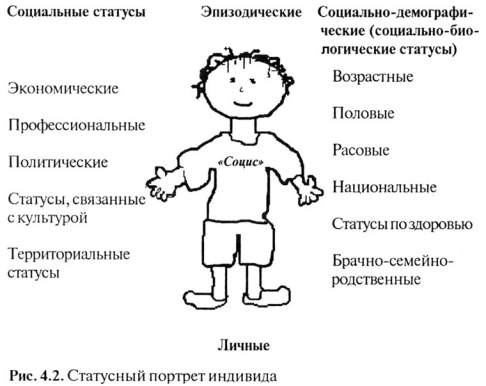 Социальные статусы
Эпизодические
Социально-демографи-
ческие (социально-био-
логические статусы)
Экономические
Профессиональные
Политические
Статусы, связанные
с культурой
Территориальные
статусы
«Социс»
Возрастные
Половые
Расовые
Национальные
Статусы по здоровью
Брачно-семейно-
родственные
Личные
Рис. 4.2. Статусный портрет индивида